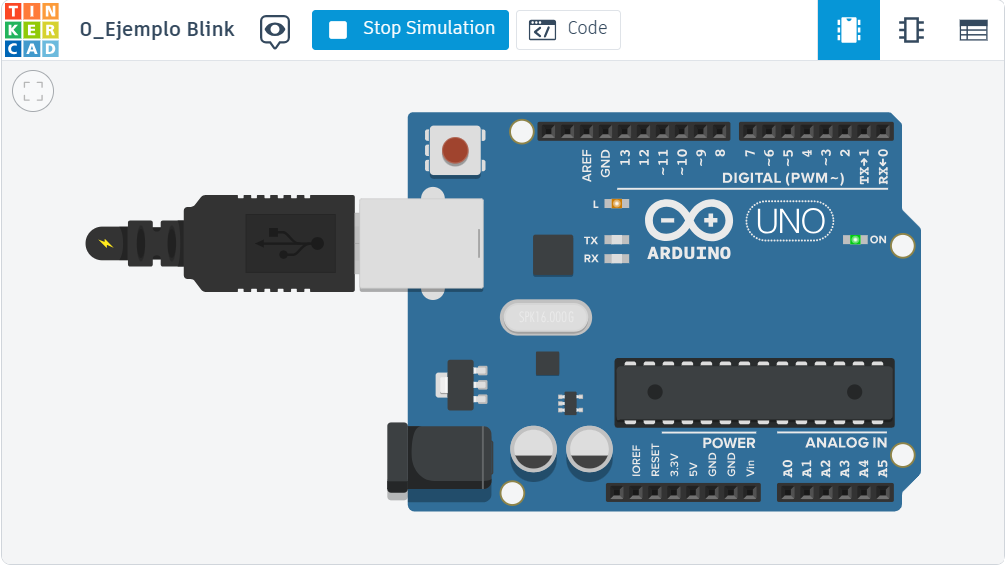 TIN
KER
CAD
0_Ejemplo Blink
Stop Simulation
Code
AREF
GND
13
12
~11
~10
~9
8
7
~6
~5
4
~3
2
TX→1
RX←0
DIGITAL (PWM~)
L
TX
RX
ARDUINO
UNO
ON
SPK16.000G
POWER
ANALOG IN
IOREF
RESET
3.3V
5V
GND
GND
Vin
A0
A1
A2
A3
A4
A5